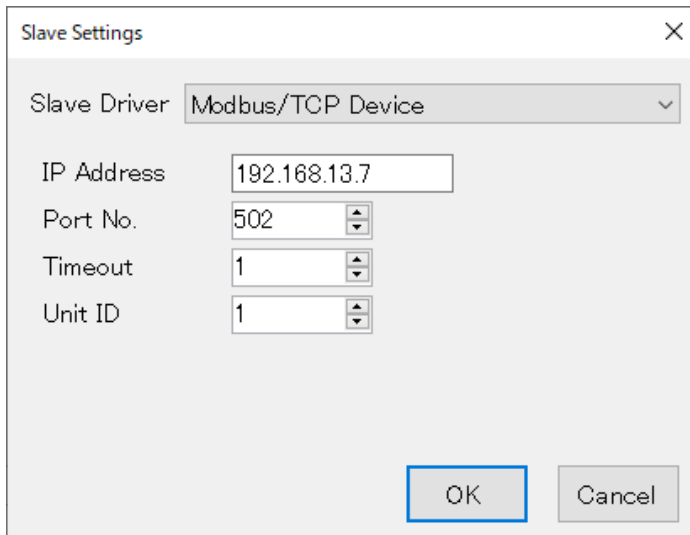 Slave Settings
Slave Driver Modbus/TCP Device
IP Address 192.168.13.7
Port No. 502
Timeout 1
Unit ID 1
OK Cancel